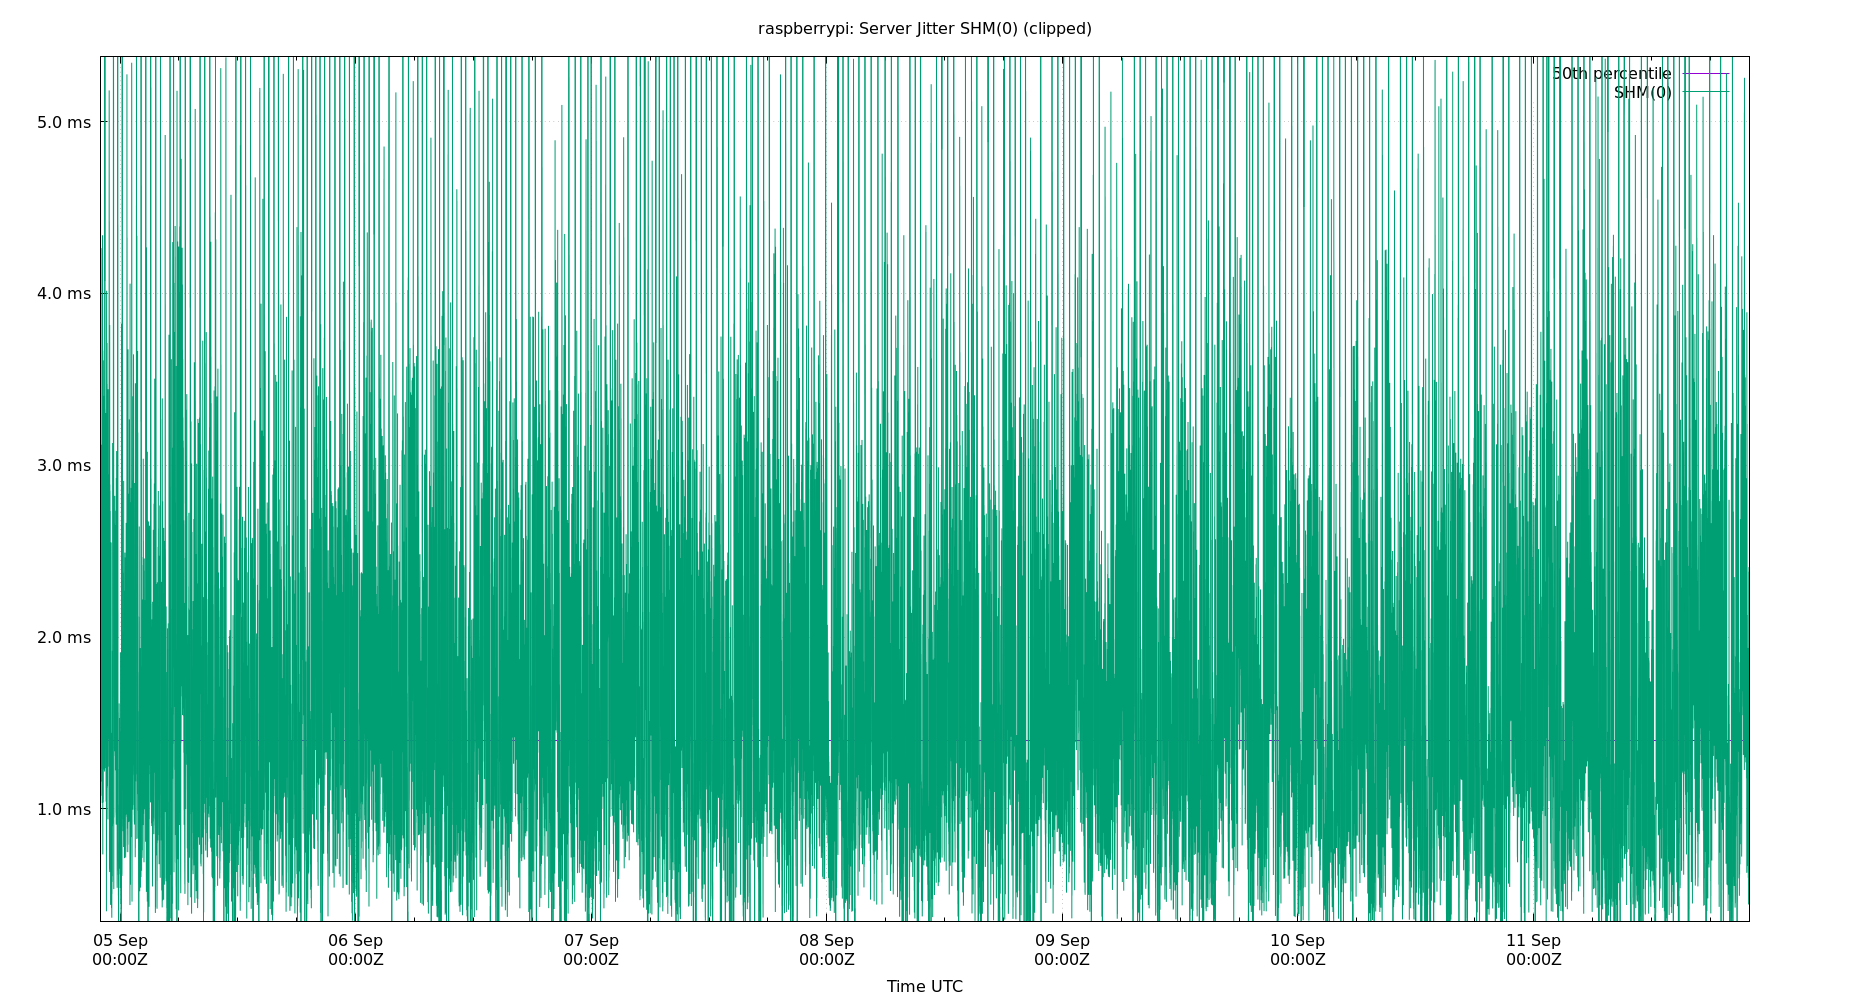 raspberrypi: Server Jitter SHM(0) (clipped)
50th percentile
SHM(0)
5.0 ms
4.0 ms
3.0 ms
2.0 ms
1.0 ms
05 Sep 06 Sep 07 Sep 08 Sep 09 Sep 10 Sep 11 Sep
00:00Z 00:00Z 00:00Z 00:00Z 00:00Z 00:00Z 00:00Z
Time UTC